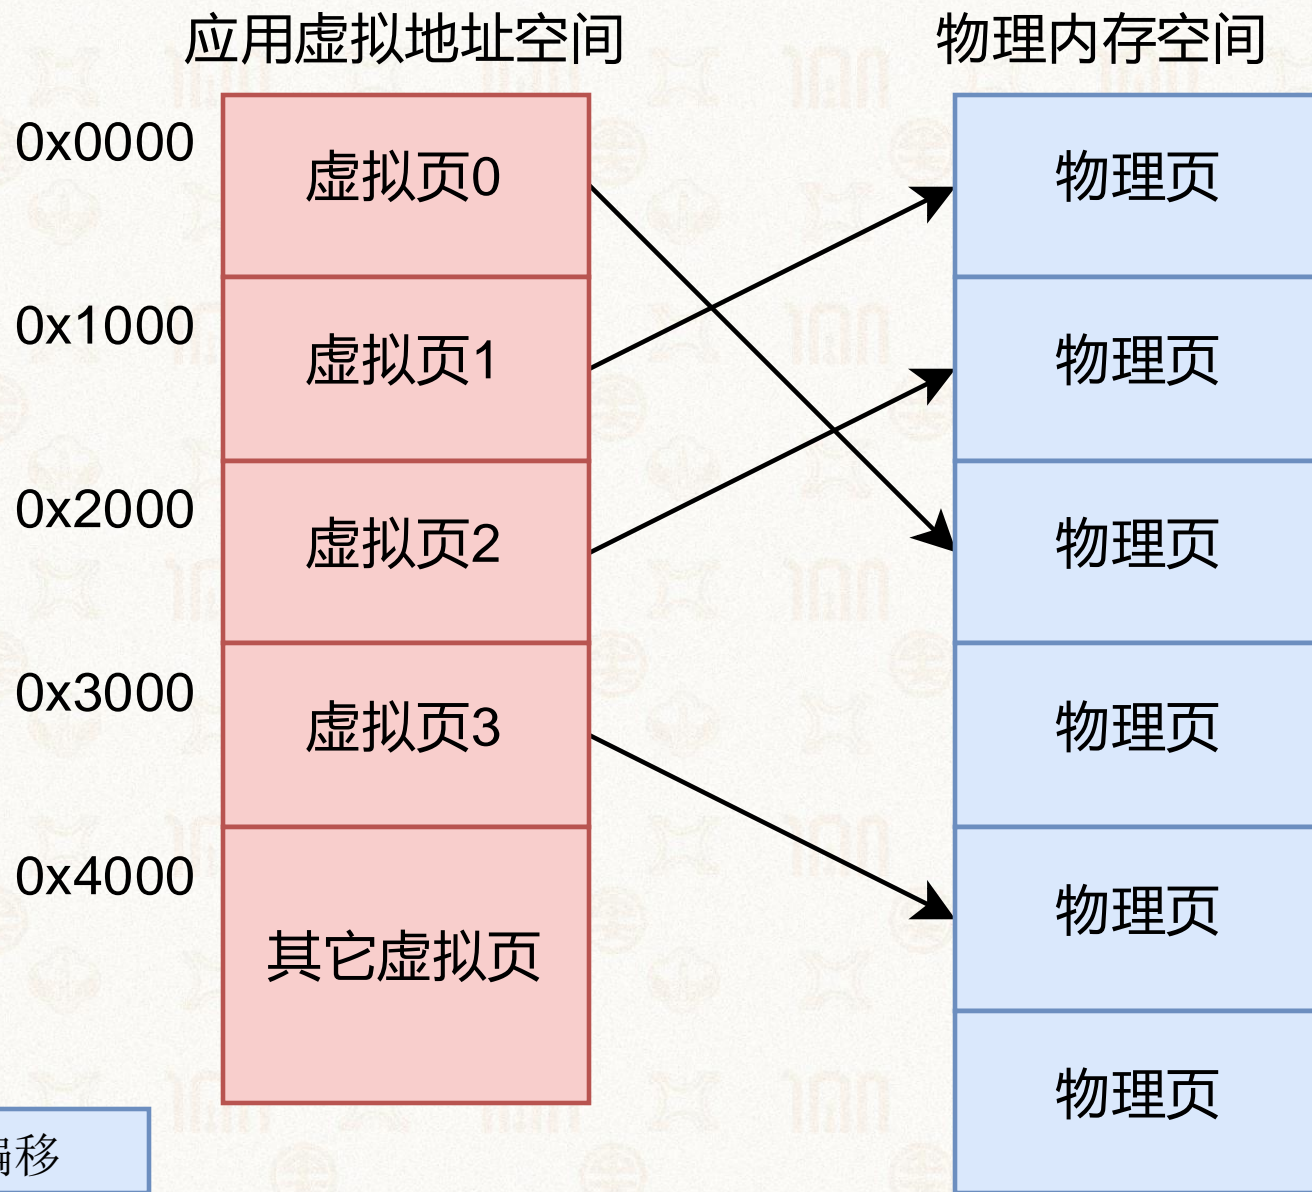 应用虚拟地址空间
物理内存空间
0x0000
虚拟页0
物理页
0x1000
虚拟页1
物理页
0x2000
虚拟页2
物理页
0x3000
虚拟页3
物理页
0x4000
其它虚拟页
物理页
物理页
移